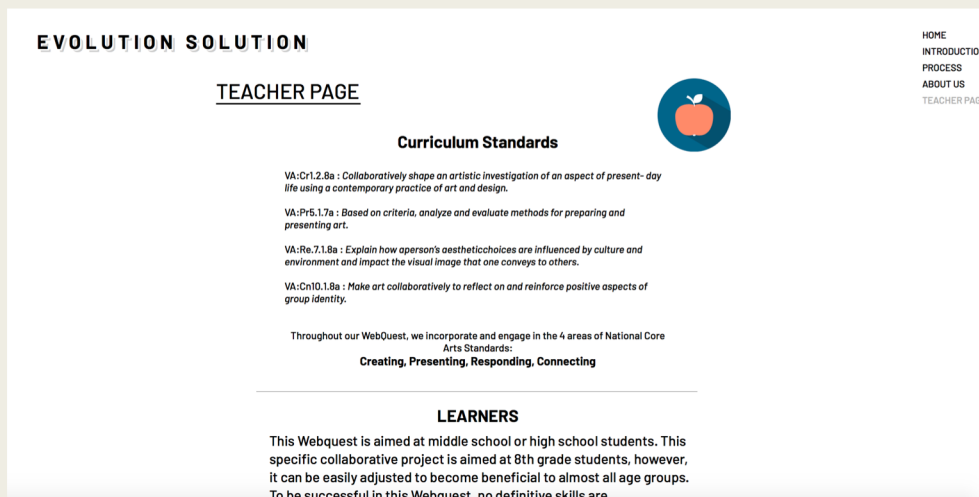 EVOLUTION SOLUTION
HOME
INTRODUCTIO
PROCESS
ABOUT US
TEACHER PAG
TEACHER PAGE
Curriculum Standards
VA:Cr1.2.8a : Collaboratively shape an artistic investigation of an aspect of present- day
life using a contemporary practice of art and design.
VA:Pr5.1.7a : Based on criteria, analyze and evaluate methods for preparing and
presenting art.
VA:Re.7.1.8a : Explain how aperson's aestheticchoices are influenced by culture and
environment and impact the visual image that one conveys to others.
VA:Cn10.1.8a : Make art collaboratively to reflect on and reinforce positive aspects of
group identity.
Throughout our WebQuest, we incorporate and engage in the 4 areas of National Core
Arts Standards:
Creating, Presenting, Responding, Connecting
LEARNERS
This Webquest is aimed at middle school or high school students. This
specific collaborative project is aimed at 8th grade students, however,
it can be easily adjusted to become beneficial to almost all age groups.
To be successful in this Webquest, no definitive skills are